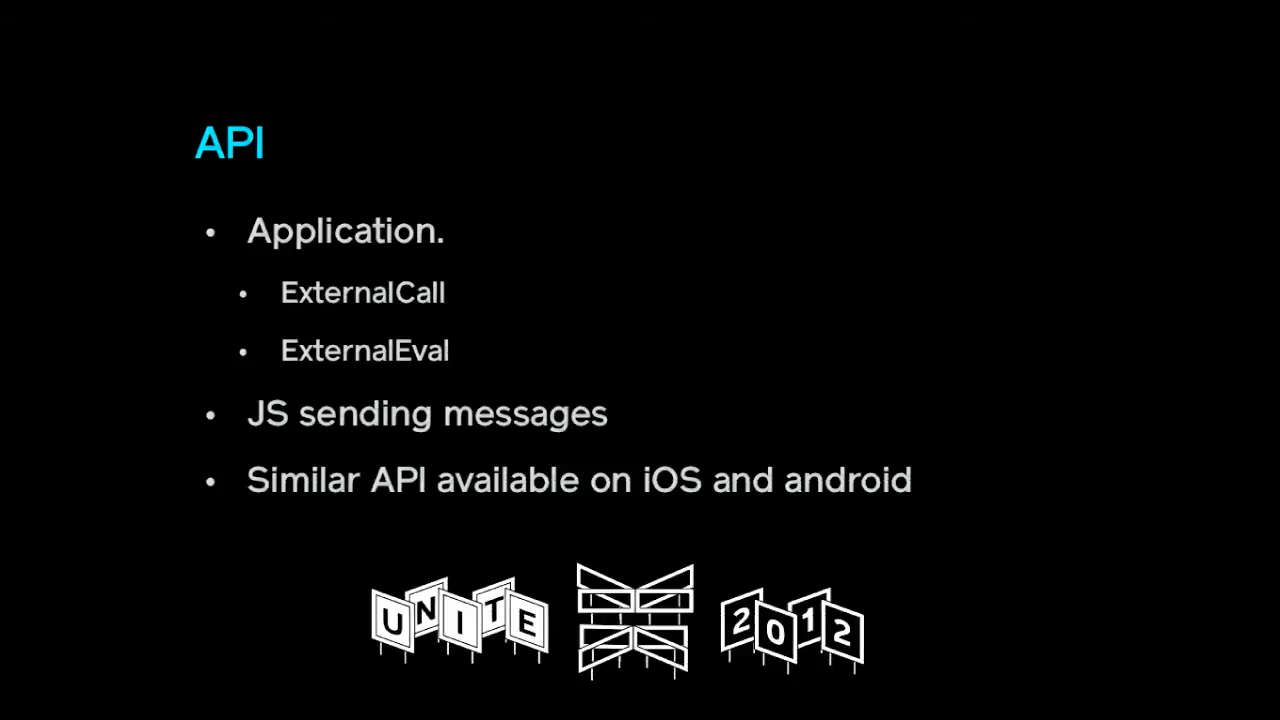 API
• Application.
• ExternalCall
• ExternalEval
• JS sending messages
• Similar API available on iOS and android
UNITE 2012